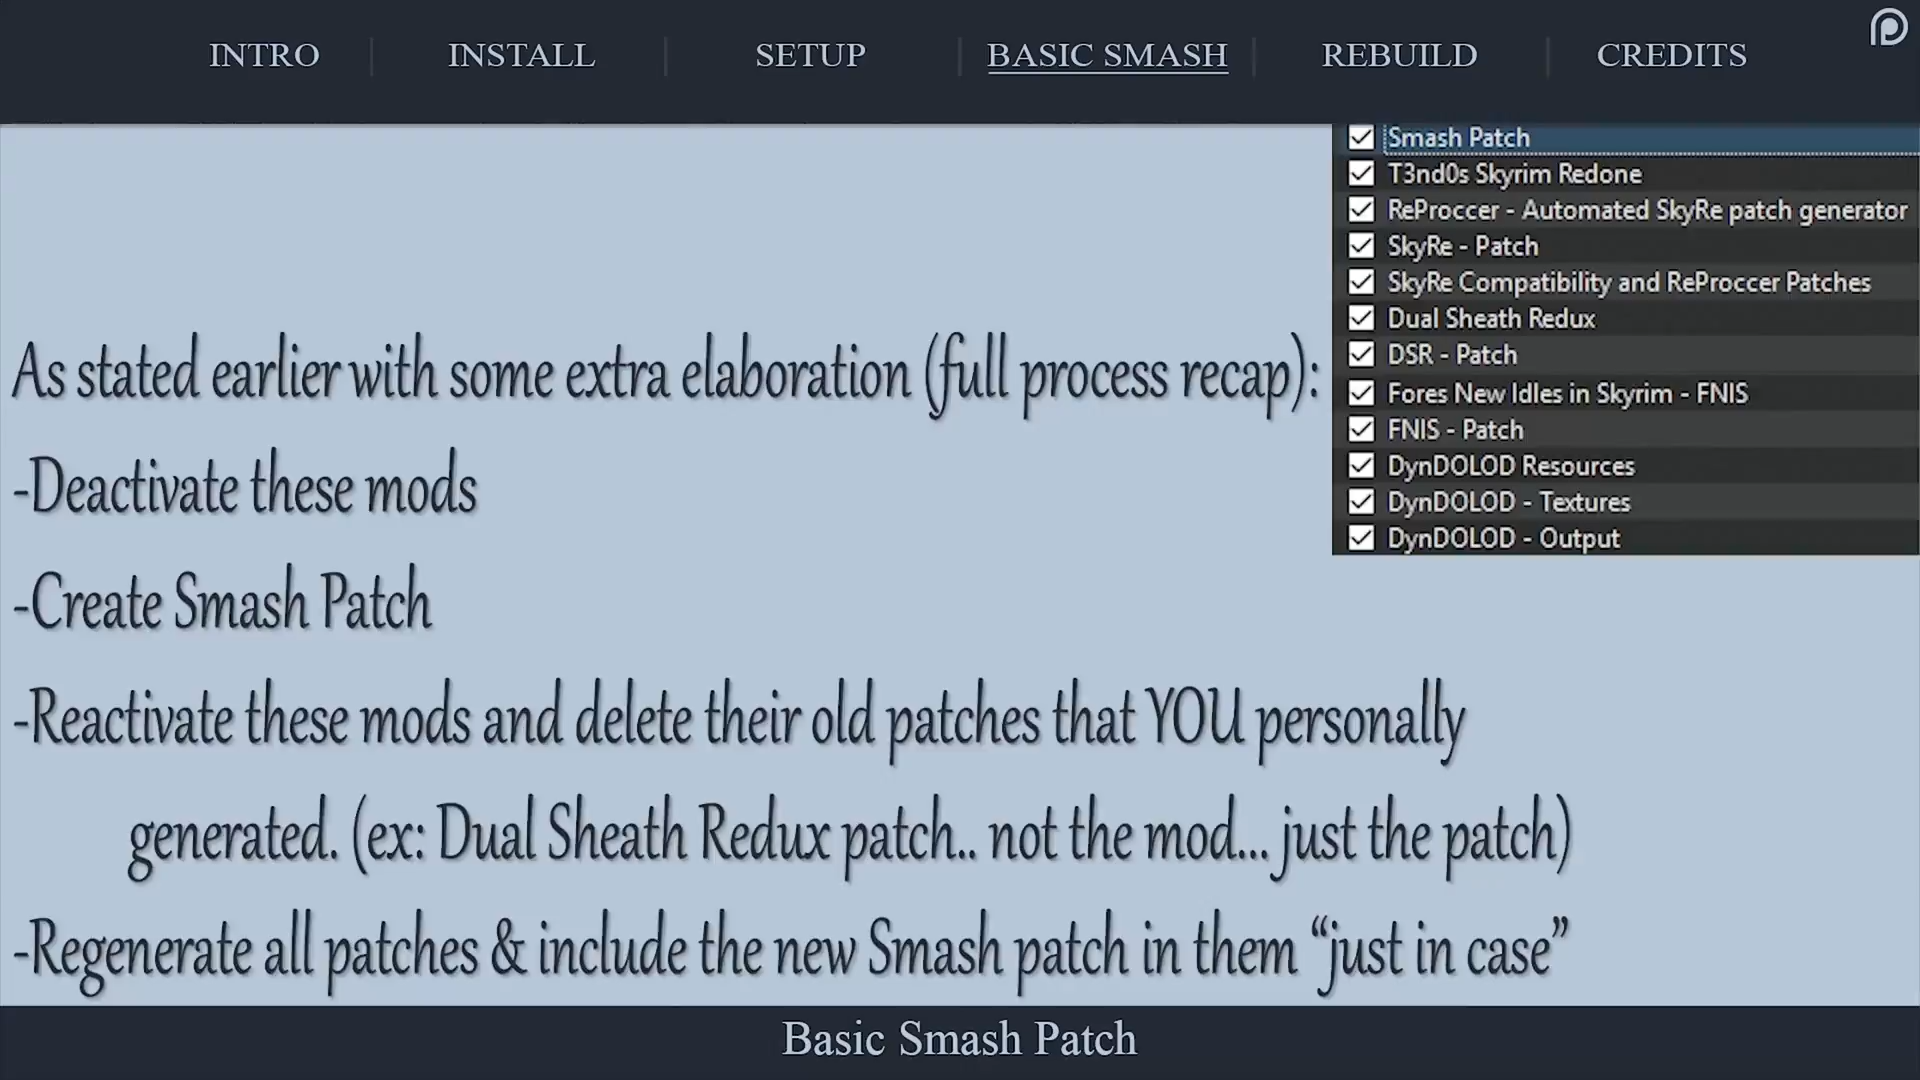 INTRO
INSTALL
SETUP
BASIC SMASH
REBUILD
CREDITS
Smash Patch
T3nd0s Skyrim Redone
ReProccer - Automated SkyRe patch generator
SkyRe - Patch
SkyRe Compatibility and ReProccer Patches
Dual Sheath Redux
DSR - Patch
Fores New Idles in Skyrim - FNIS
FNIS - Patch
DynDOLOD Resources
DynDOLOD - Textures
DynDOLOD - Output
As stated earlier with some extra elaboration (full process recap):
-Deactivate these mods
-Create Smash Patch
-Reactivate these mods and delete their old patches that YOU personally
generated. (ex: Dual Sheath Redux patch.. not the mod... just the patch)
-Regenerate all patches & include the new Smash patch in them “just in case”
Basic Smash Patch